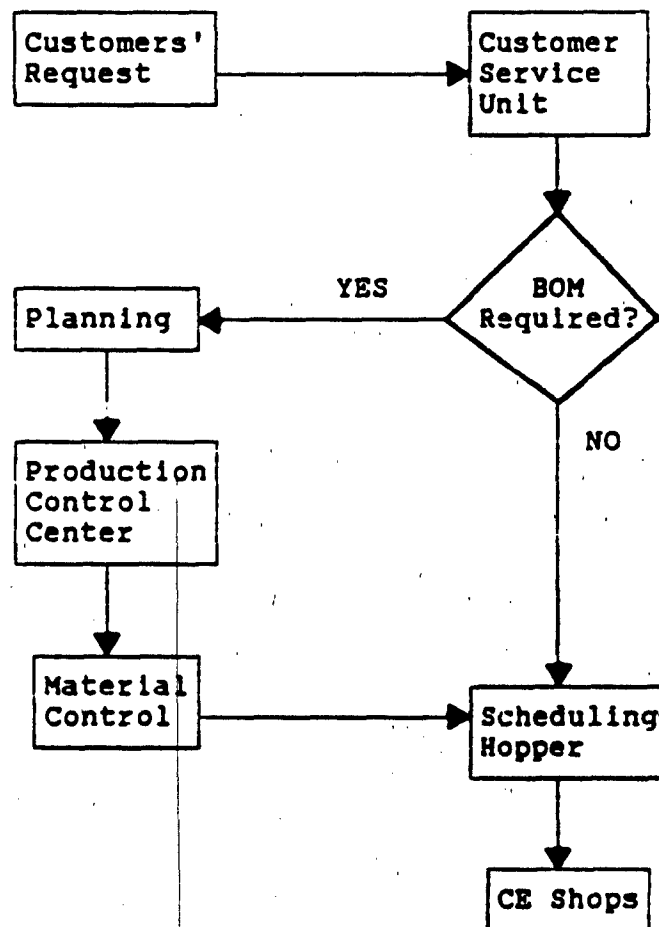 Customers'
Request
Customer
Service
Unit
BOM
Required?
YES
NO
Planning
Production
Control
Center
Material
Control
Scheduling
Hopper
CE Shops